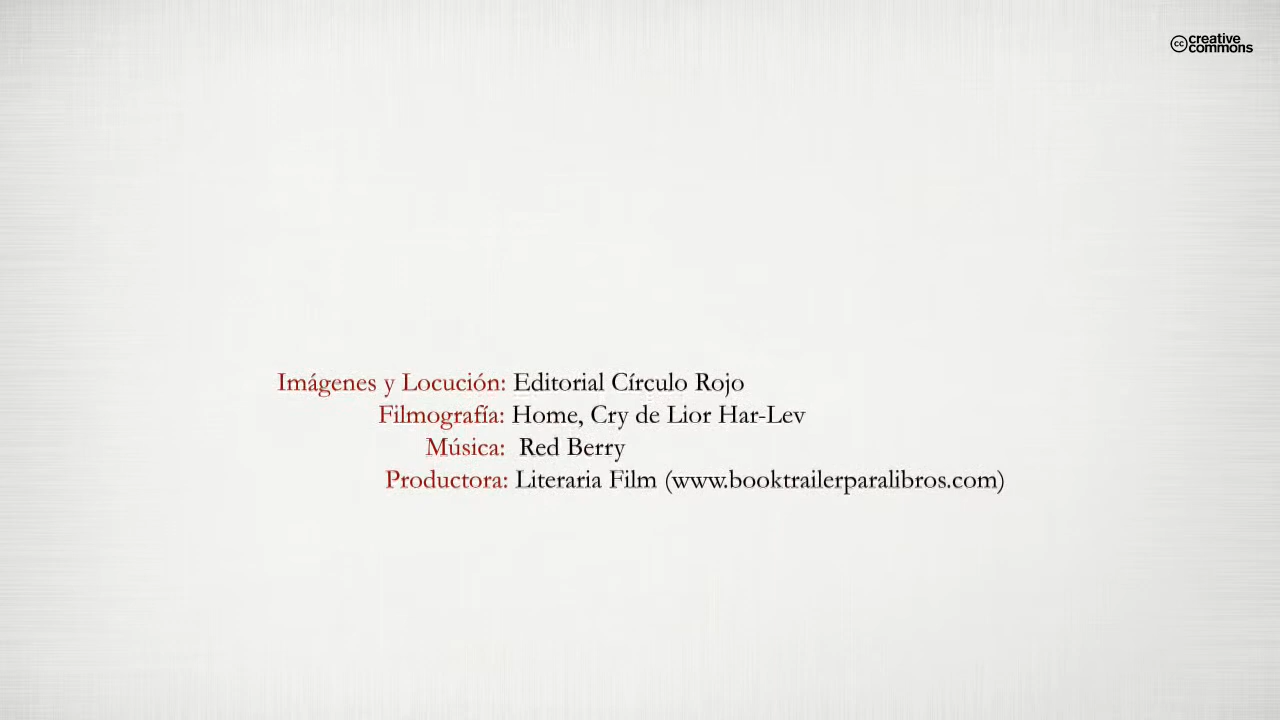 cc creative
commons
Imágenes y Locución: Editorial Círculo Rojo
Filmografía: Home, Cry de Lior Har-Lev
Música: Red Berry
Productora: Literaria Film (www.booktrailerparalibros.com)